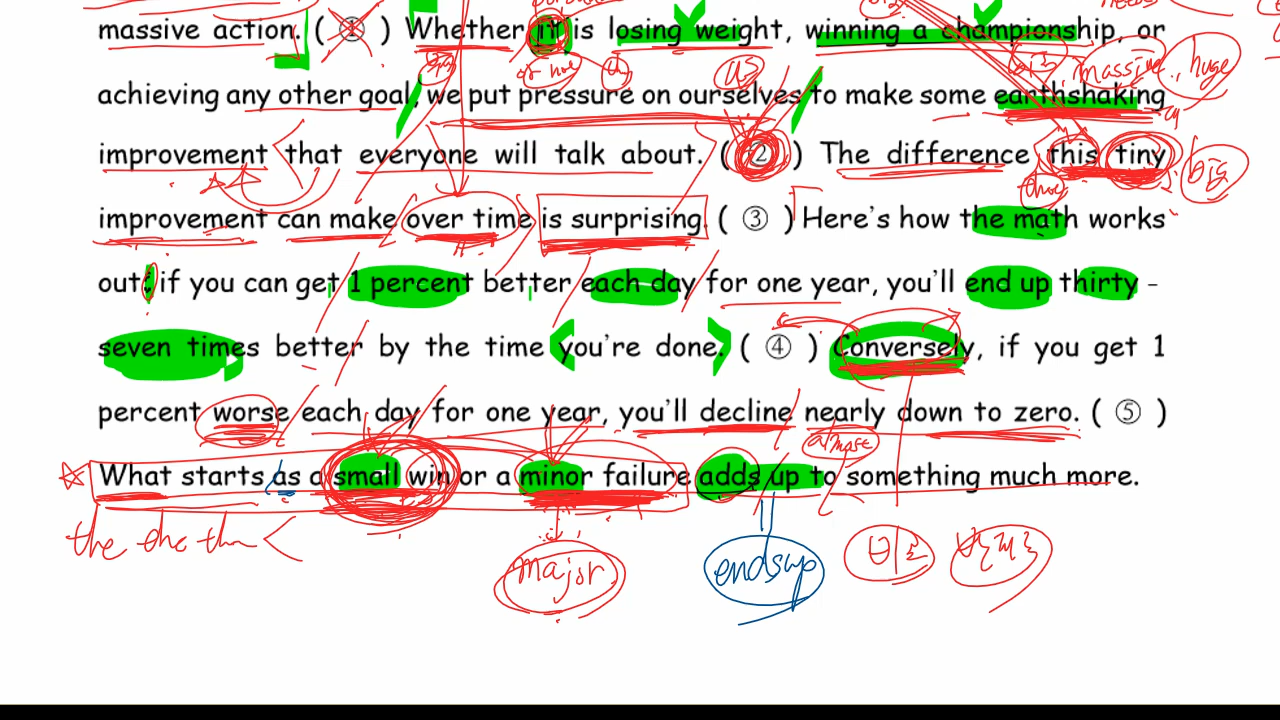 massive action. ( ① ) Whether it is losing weight, winning a championship, or
or not
massive, huge
achieving any other goal, we put pressure on ourselves to make some earthshaking
improvement that everyone will talk about. ( ② ) The difference this tiny
improvement can make over time is surprising. ( ③ ) Here's how the math works
out: if you can get 1 percent better each day for one year, you'll end up thirty -
seven times better by the time you're done. ( ④ ) Conversely, if you get 1
percent worse each day for one year, you'll decline nearly down to zero. ( ⑤ )
almost
What starts as a small win or a minor failure adds up to something much more.
the the the
major
ends up